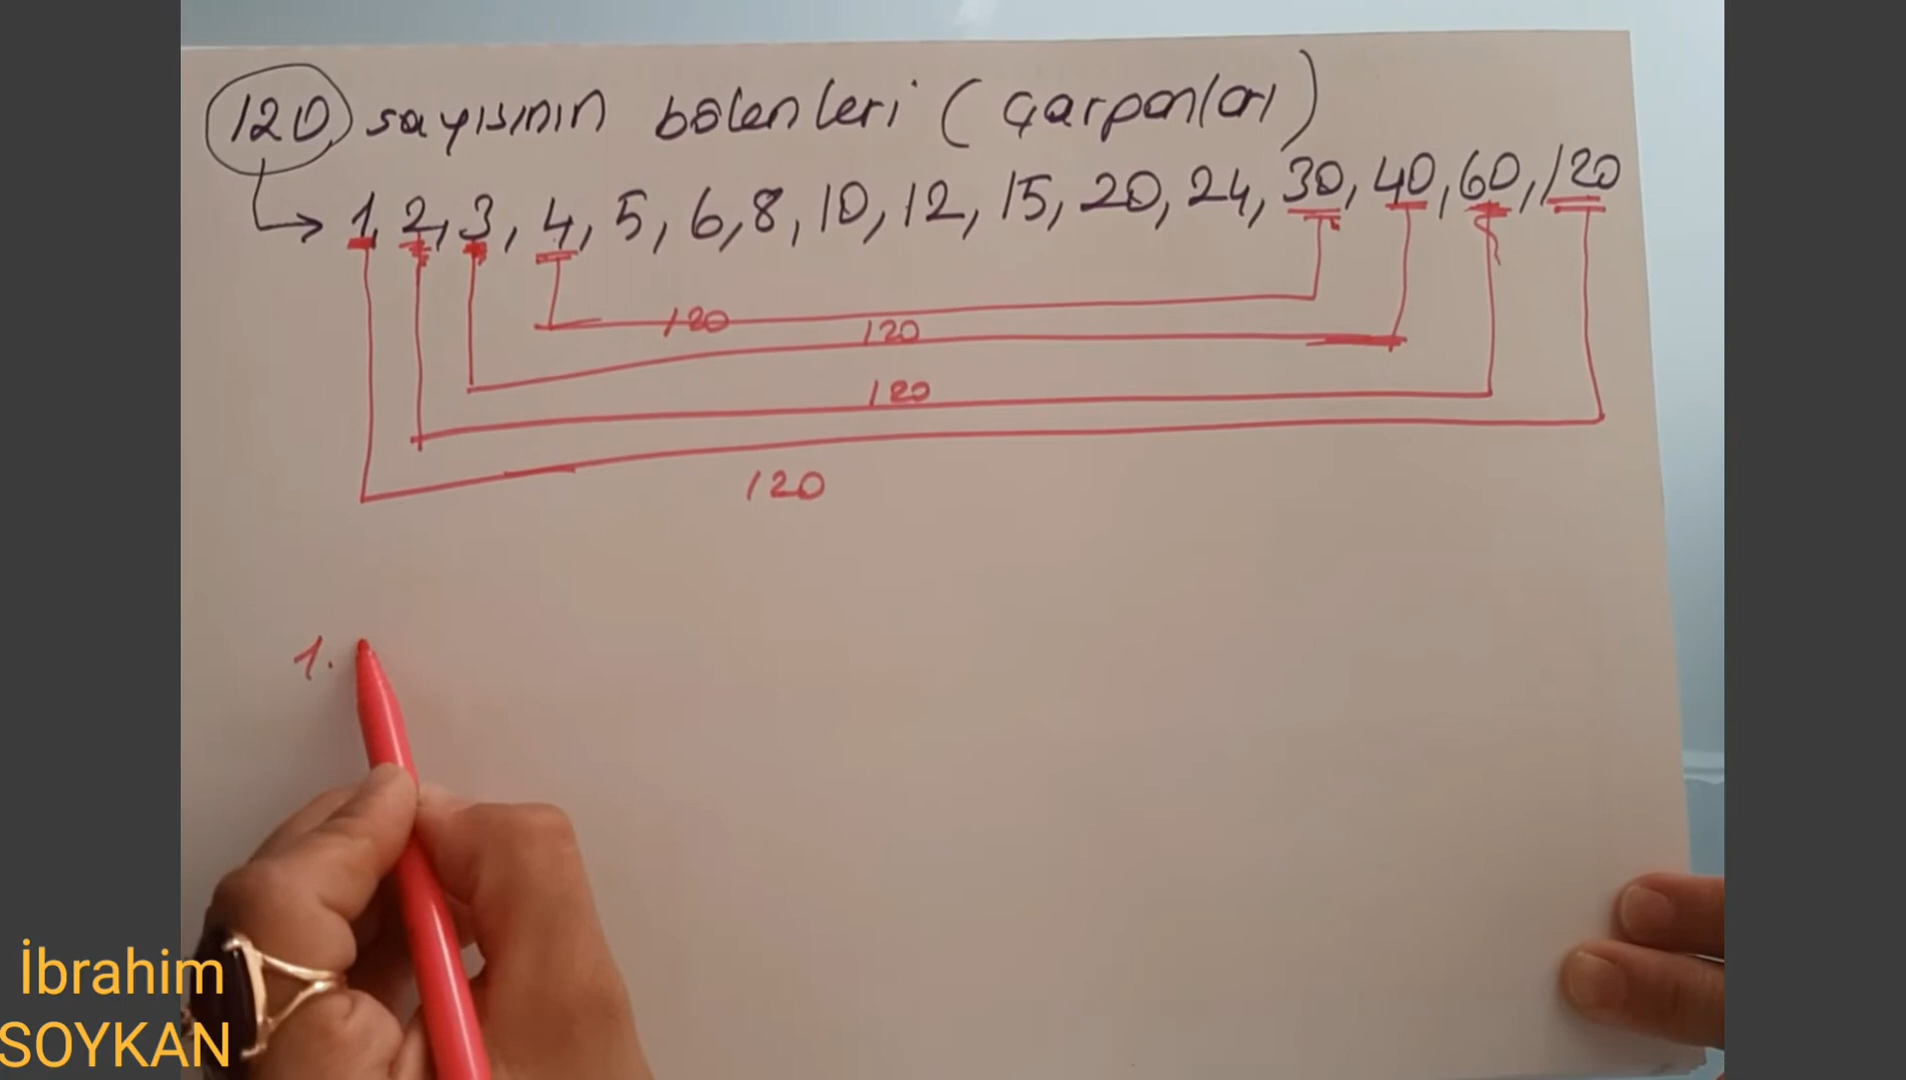 120 sayısının bölenleri (çarpanları)
→ 1, 2, 3, 4, 5, 6, 8, 10, 12, 15, 20, 24, 30, 40, 60, 120
120
120
120
120
1.
İbrahim
SOYKAN